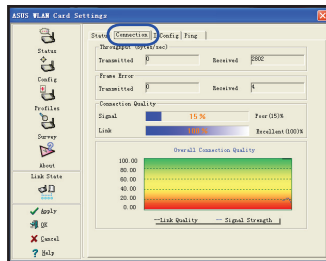 ASUS WLAN Card Settings
Status Connection IPConfig Ping
Throughput (bytes/sec)
Transmitted 0 Received 2802
Frame Error
Transmitted 0 Received 4
Connection Quality
Signal 15 % Poor (15)%
Link 100 % Excellent (100)%
Overall Connection Quality
100.00
80.00
60.00
40.00
20.00
0.00
Link Quality Signal Strength
Status
Config
Profiles
Survey
About
Link State
Apply
OK
Cancel
Help